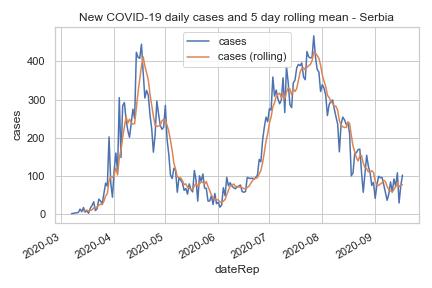 New COVID-19 daily cases and 5 day rolling mean - Serbia
cases
cases (rolling)
400
300
200
100
0
cases
2020-03
2020-04
2020-05
2020-06
2020-07
2020-08
2020-09
dateRep